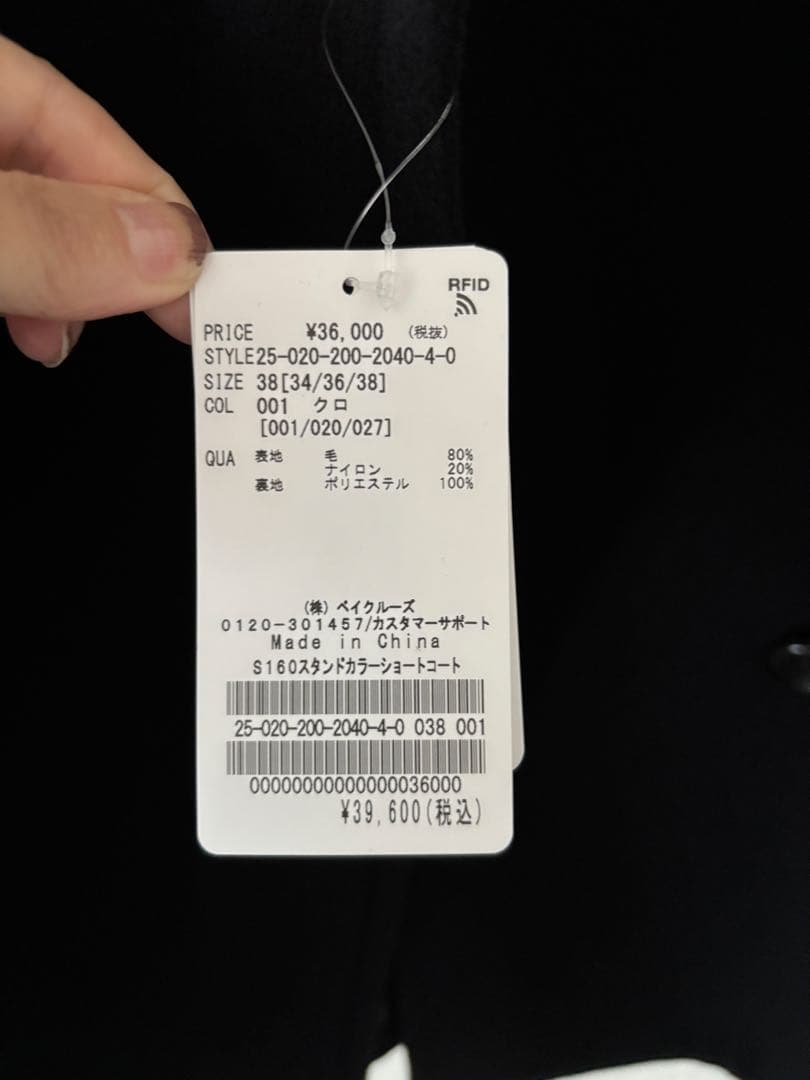 RFID
PRICE ¥36,000 (税抜)
STYLE 25-020-200-2040-4-0
SIZE 38[34/36/38]
COL 001 クロ
[001/020/027]
QUA 表地 毛 80%
ナイロン 20%
裏地 ポリエステル 100%
(株) ベイクルーズ
0120-301457/カスタマーサポート
Made in China
S160スタンドカラーショートコート
25-020-200-2040-4-0 038 001
00000000000000036000
¥39,600(税込)